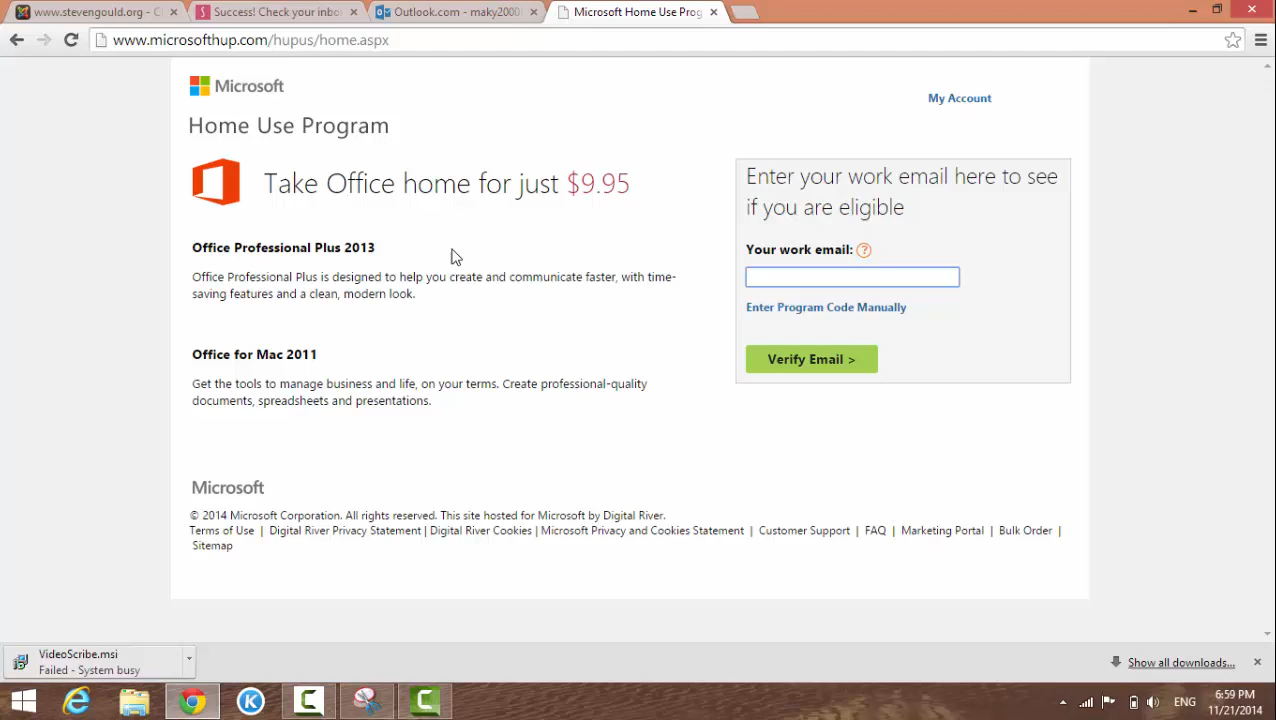 www.stevengould.org - C
Success! Check your inbo
Outlook.com - maky2000
Microsoft Home Use Prog
www.microsofthup.com/hupus/home.aspx
Microsoft
My Account
Home Use Program
Take Office home for just $9.95
Enter your work email here to see
if you are eligible
Office Professional Plus 2013
Your work email: ?
Office Professional Plus is designed to help you create and communicate faster, with time-
saving features and a clean, modern look.
Enter Program Code Manually
Office for Mac 2011
Verify Email >
Get the tools to manage business and life, on your terms. Create professional-quality
documents, spreadsheets and presentations.
Microsoft
© 2014 Microsoft Corporation. All rights reserved. This site hosted for Microsoft by Digital River.
Terms of Use | Digital River Privacy Statement | Digital River Cookies | Microsoft Privacy and Cookies Statement | Customer Support | FAQ | Marketing Portal | Bulk Order |
Sitemap
VideoScribe.msi
Failed - System busy
Show all downloads...
ENG
6:59 PM
11/21/2014